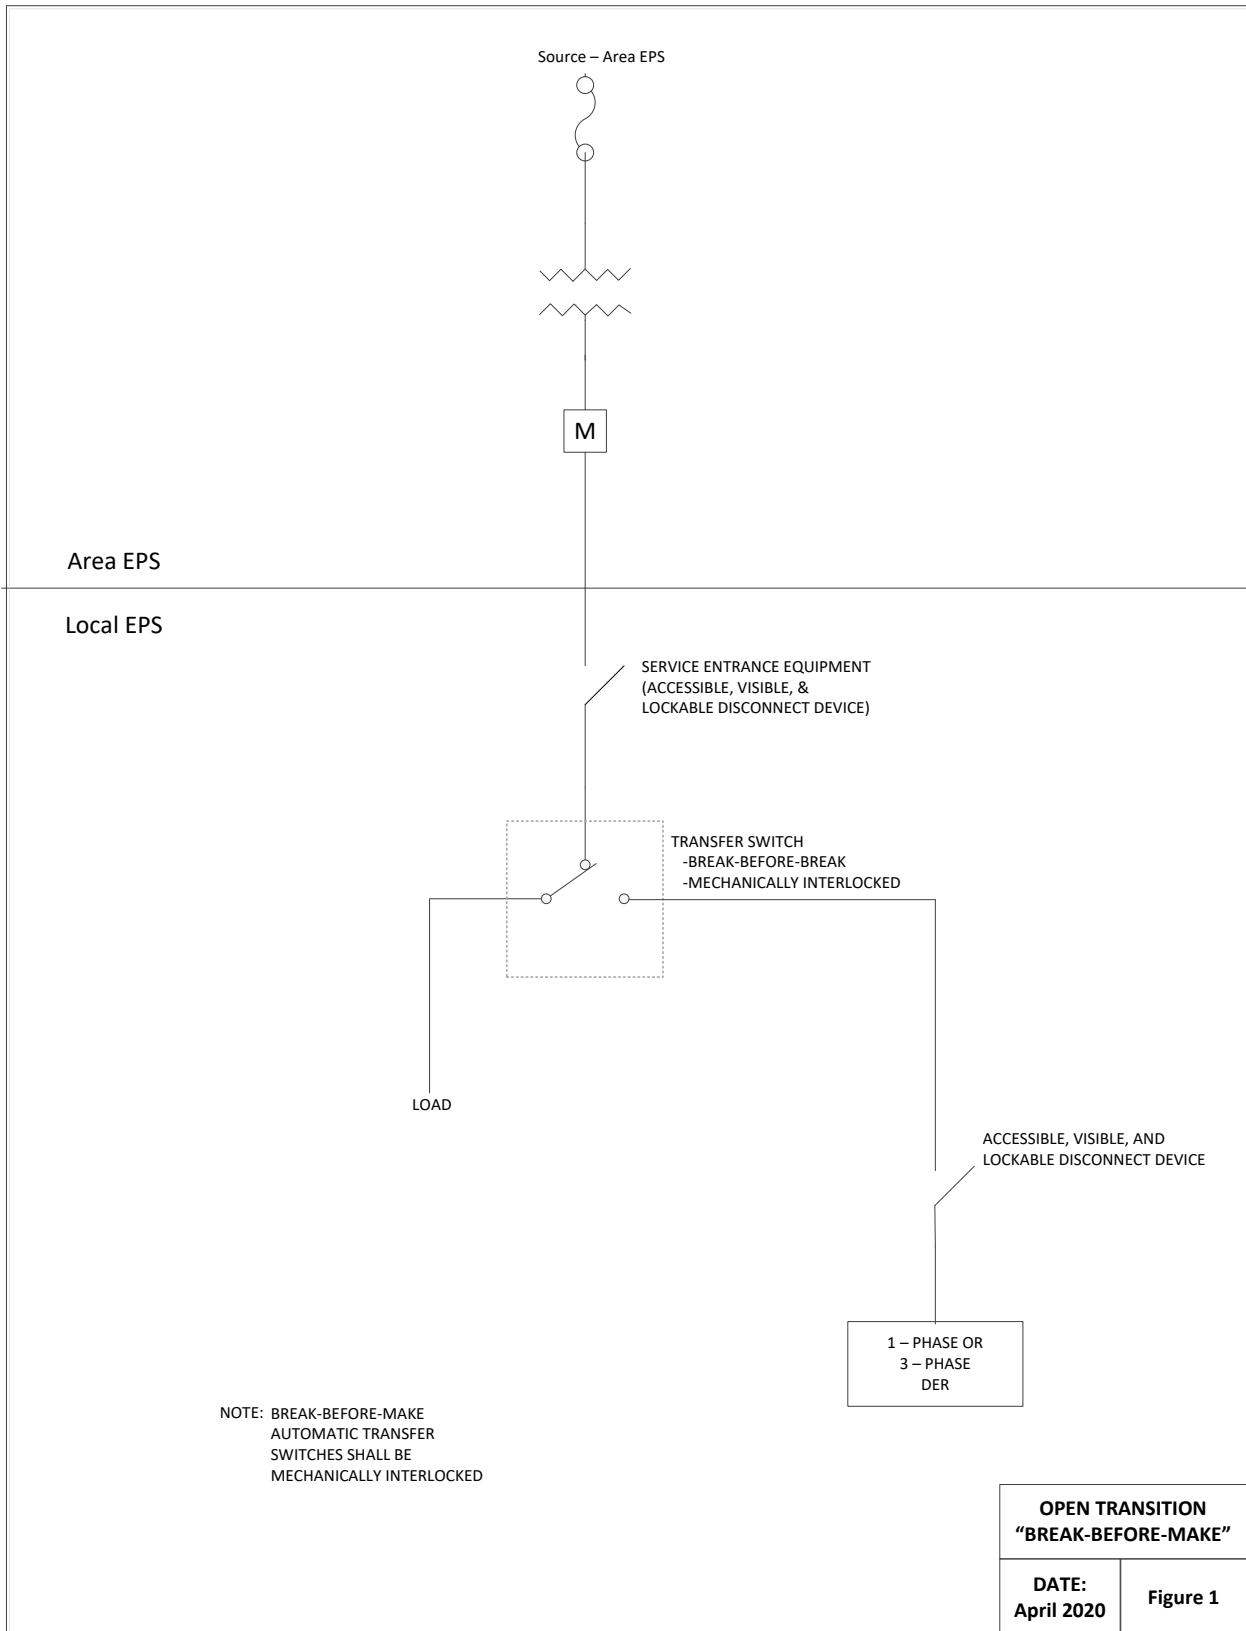 Source – Area EPS
M
Area EPS
Local EPS
SERVICE ENTRANCE EQUIPMENT
(ACCESSIBLE, VISIBLE, &
LOCKABLE DISCONNECT DEVICE)
TRANSFER SWITCH
-BREAK-BEFORE-BREAK
-MECHANICALLY INTERLOCKED
LOAD
ACCESSIBLE, VISIBLE, AND
LOCKABLE DISCONNECT DEVICE
1 – PHASE OR
3 – PHASE
DER
NOTE: BREAK-BEFORE-MAKE
AUTOMATIC TRANSFER
SWITCHES SHALL BE
MECHANICALLY INTERLOCKED
OPEN TRANSITION
“BREAK-BEFORE-MAKE”
DATE:
April 2020
Figure 1